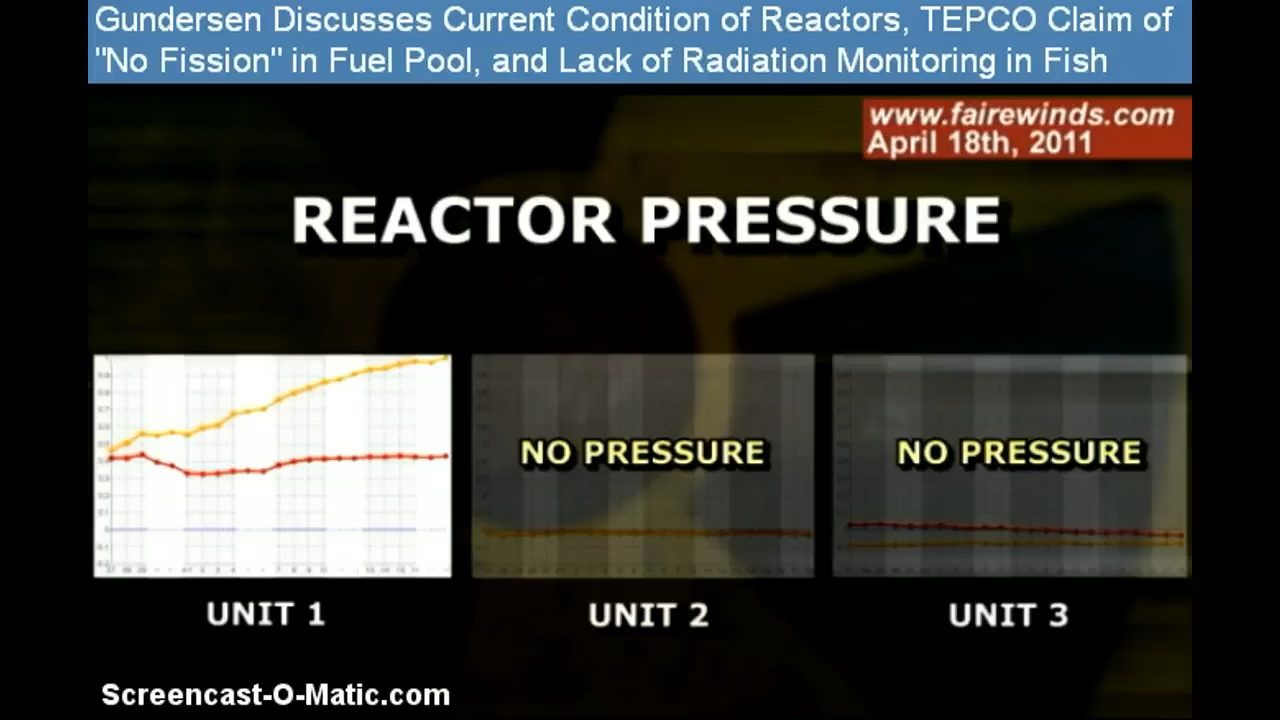 Gundersen Discusses Current Condition of Reactors, TEPCO Claim of
"No Fission" in Fuel Pool, and Lack of Radiation Monitoring in Fish
www.fairewinds.com
April 18th, 2011
REACTOR PRESSURE
NO PRESSURE
NO PRESSURE
UNIT 1
UNIT 2
UNIT 3
Screencast-O-Matic.com